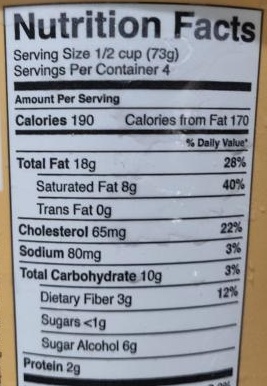 Nutrition Facts
Serving Size 1/2 cup (73g)
Servings Per Container 4
Amount Per Serving
Calories 190 Calories from Fat 170
% Daily Value*
Total Fat 18g 28%
Saturated Fat 8g 40%
Trans Fat 0g
Cholesterol 65mg 22%
Sodium 80mg 3%
Total Carbohydrate 10g 3%
Dietary Fiber 3g 12%
Sugars <1g
Sugar Alcohol 6g
Protein 2g